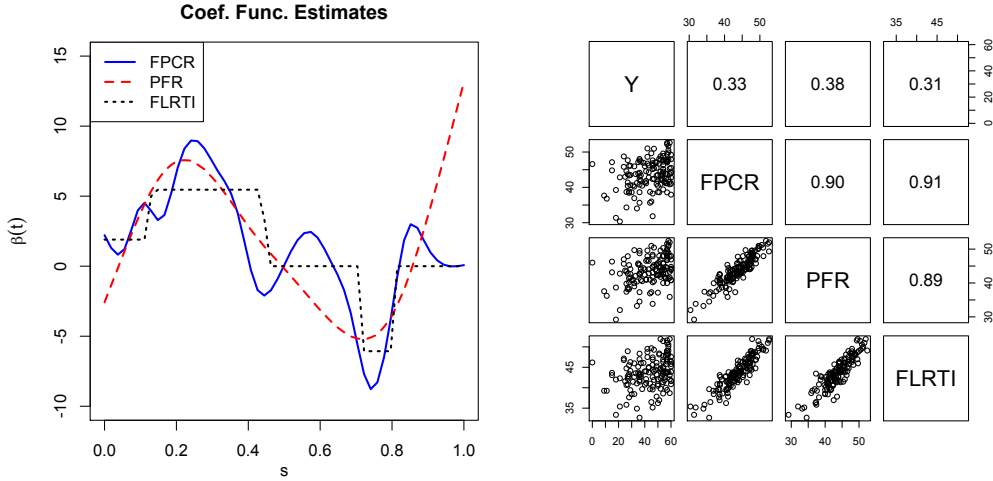 Coef. Func. Estimates
FPCR
PFR
FLRTI
15
10
5
0
-5
-10
β(t)
0.0 0.2 0.4 0.6 0.8 1.0
s
30 40 50
35 45
Y
0.33
0.38
0.31
0 20 40 60
30 40 50
FPCR
0.90
0.91
PFR
0.89
30 40 50
35 45
FLRTI
0 20 40 60
30 40 50